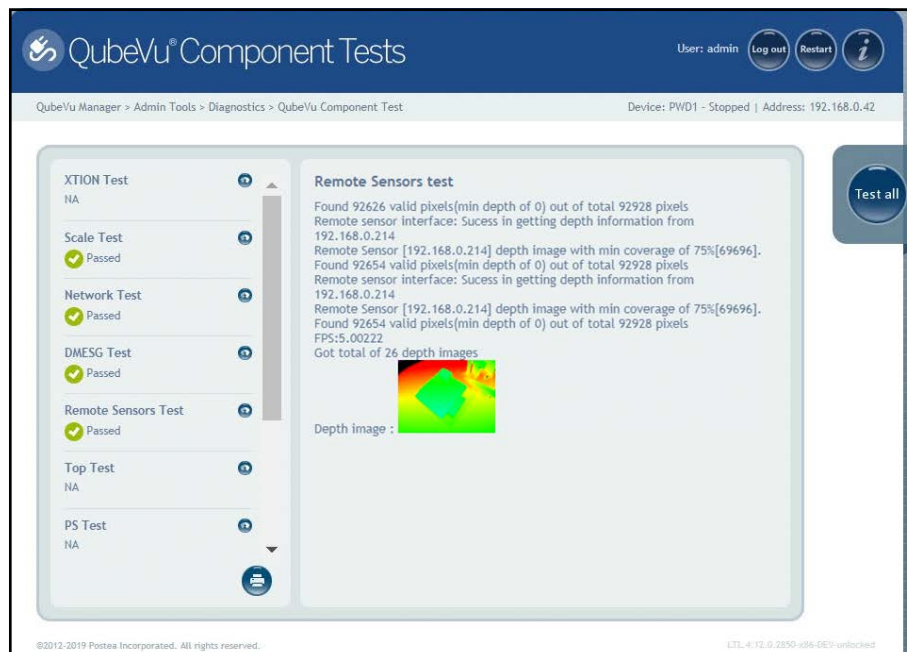 QubeVu® Component Tests
User: admin
Log out
Restart
i
QubeVu Manager > Admin Tools > Diagnostics > QubeVu Component Test
Device: PWD1 - Stopped | Address: 192.168.0.42
XTION Test
NA
Scale Test
Passed
Network Test
Passed
DMESG Test
Passed
Remote Sensors Test
Passed
Top Test
NA
PS Test
NA
Remote Sensors test
Found 92626 valid pixels(min depth of 0) out of total 92928 pixels
Remote sensor interface: Sucess in getting depth information from
192.168.0.214
Remote Sensor [192.168.0.214] depth image with min coverage of 75%[69696].
Found 92654 valid pixels(min depth of 0) out of total 92928 pixels
Remote sensor interface: Sucess in getting depth information from
192.168.0.214
Remote Sensor [192.168.0.214] depth image with min coverage of 75%[69696].
Found 92654 valid pixels(min depth of 0) out of total 92928 pixels
FPS:5.00222
Got total of 26 depth images
Depth image :
Test all
©2012-2019 Postea Incorporated. All rights reserved.
LTL.4.12.0.2850-x86-DEV-unlocked